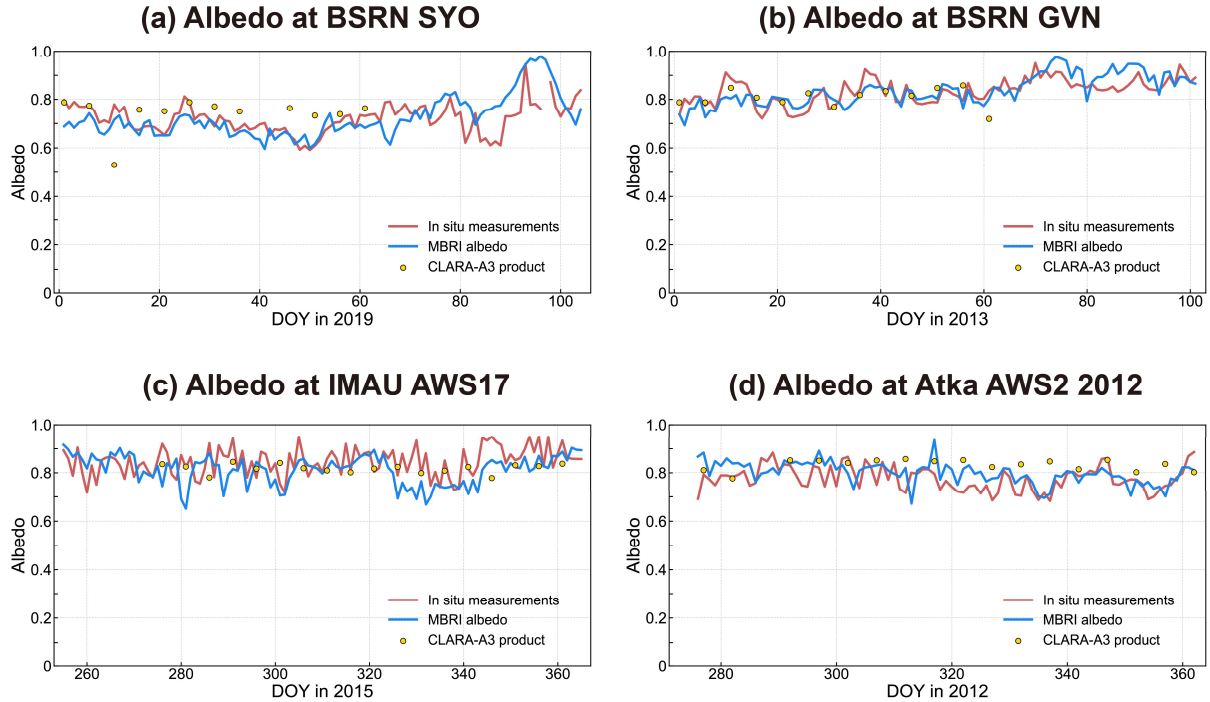 (a) Albedo at BSRN SYO
1.0
0.8
0.6
0.4
0.2
0
Albedo
In situ measurements
MBRI albedo
CLARA-A3 product
0 20 40 60 80 100
DOY in 2019
(b) Albedo at BSRN GVN
1.0
0.8
0.6
0.4
0.2
0
Albedo
In situ measurements
MBRI albedo
CLARA-A3 product
0 20 40 60 80 100
DOY in 2013
(c) Albedo at IMAU AWS17
1.0
0.8
0.6
0.4
0.2
0
Albedo
In situ measurements
MBRI albedo
CLARA-A3 product
260 280 300 320 340 360
DOY in 2015
(d) Albedo at Atka AWS2 2012
1.0
0.8
0.6
0.4
0.2
0
Albedo
In situ measurements
MBRI albedo
CLARA-A3 product
280 300 320 340 360
DOY in 2012